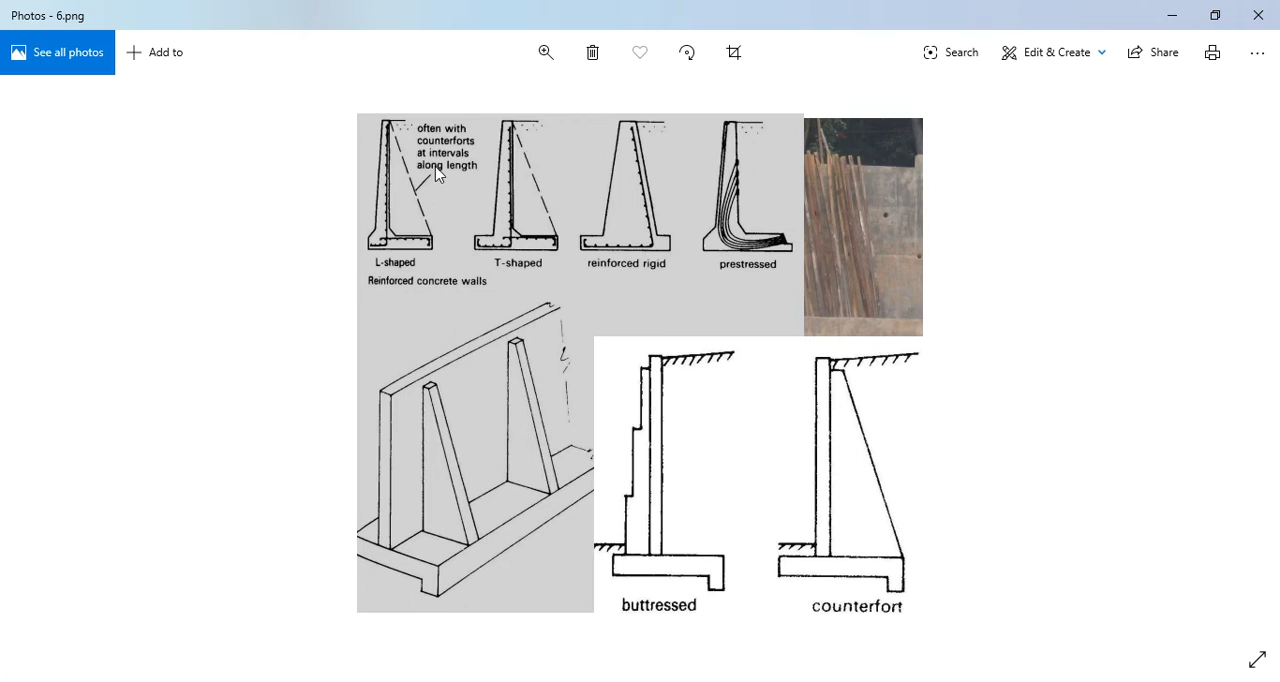 Photos - 6.png
See all photos
Add to
Search
Edit & Create
Share
often with
counterforts
at intervals
along length
L-shaped
T-shaped
reinforced rigid
prestressed
Reinforced concrete walls
buttressed
counterfort